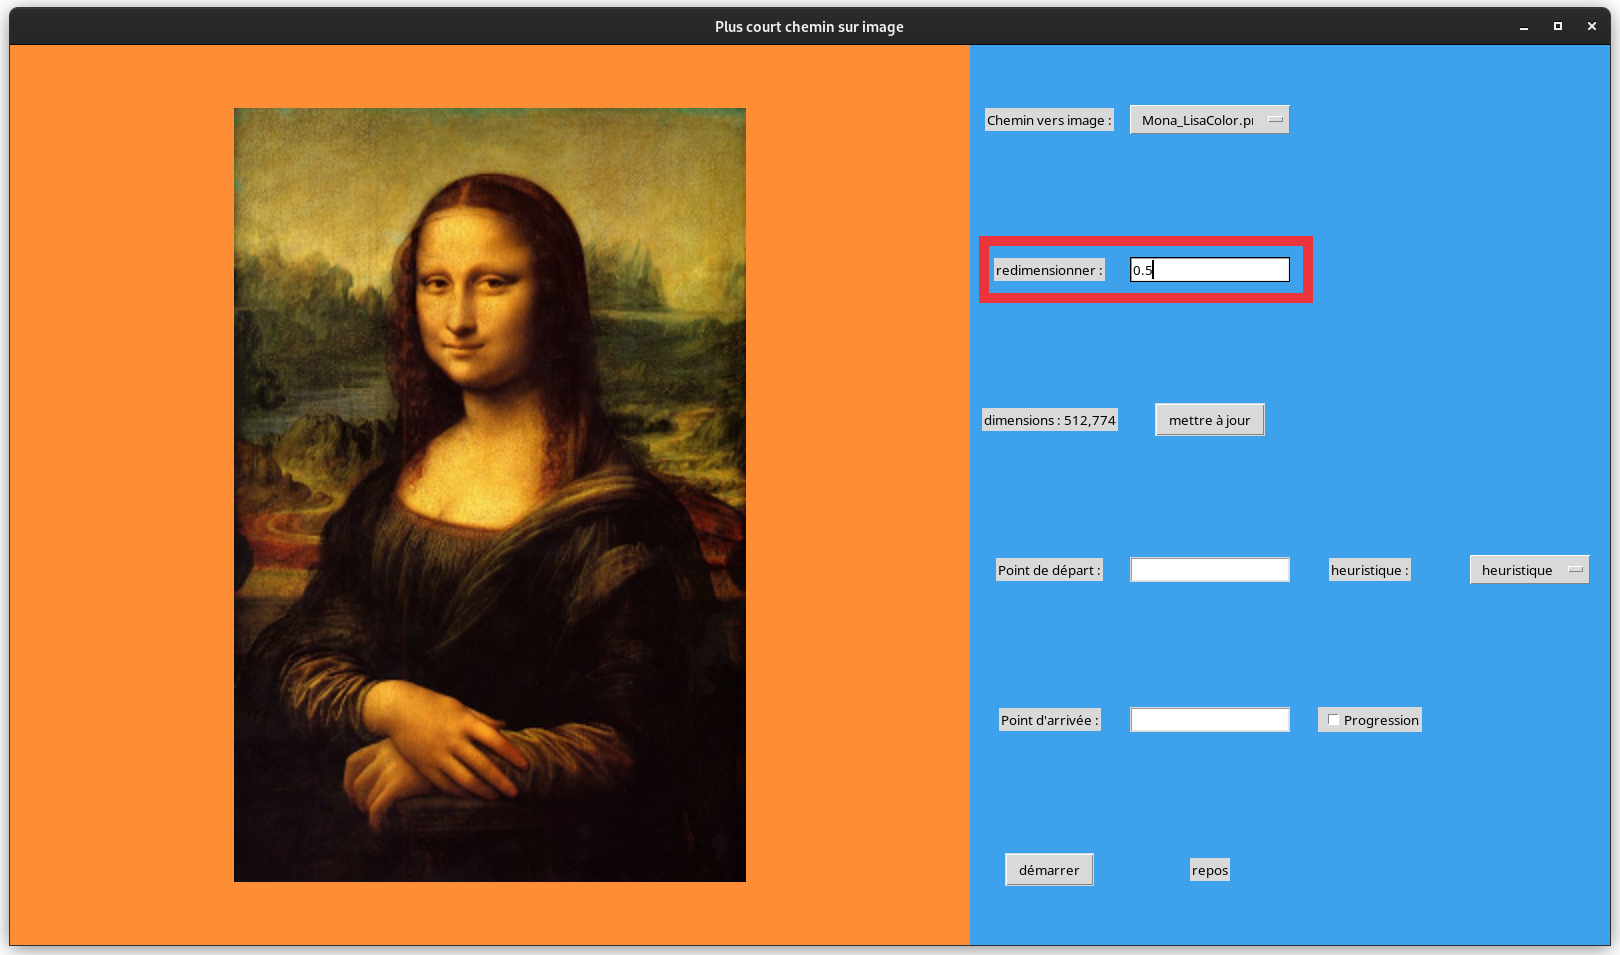 Plus court chemin sur image
Chemin vers image : Mona_LisaColor.pr
redimensionner : 0.5
dimensions : 512,774 mettre à jour
Point de départ : heuristique : heuristique
Point d'arrivée : Progression
démarrer repos